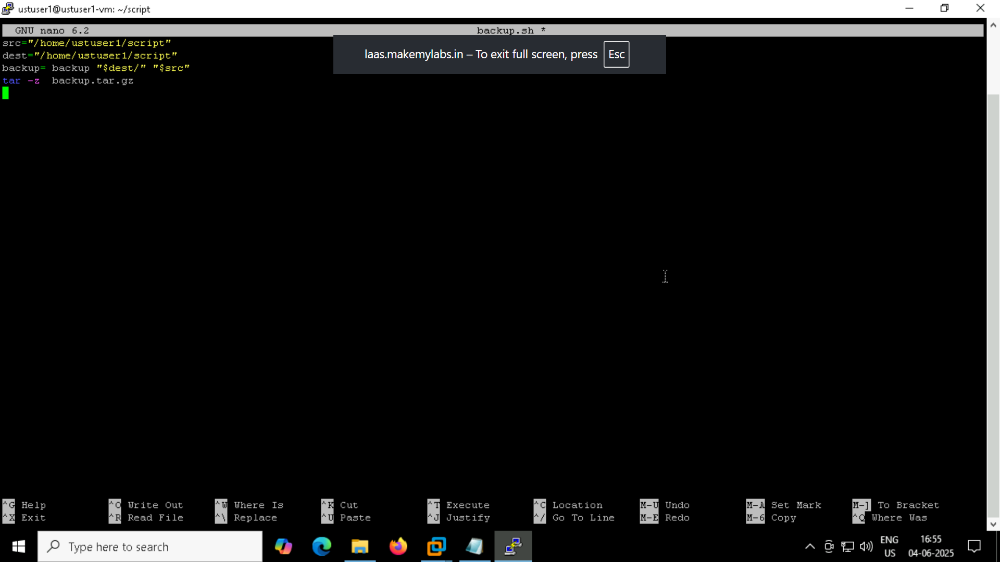 ustuser1@ustuser1-vm: ~/script
GNU nano 6.2 backup.sh *
src="/home/ustuser1/script"
dest="/home/ustuser1/script"
backup= backup "$dest/" "$src"
tar -z  backup.tar.gz
laas.makemylabs.in – To exit full screen, press Esc
^G Help ^O Write Out ^W Where Is ^K Cut ^T Execute ^C Location M-U Undo M-A Set Mark M-] To Bracket
^X Exit ^R Read File ^\ Replace ^U Paste ^J Justify ^/ Go To Line M-E Redo M-6 Copy ^Q Where Was
Type here to search
ENG
US
16:55
04-06-2025